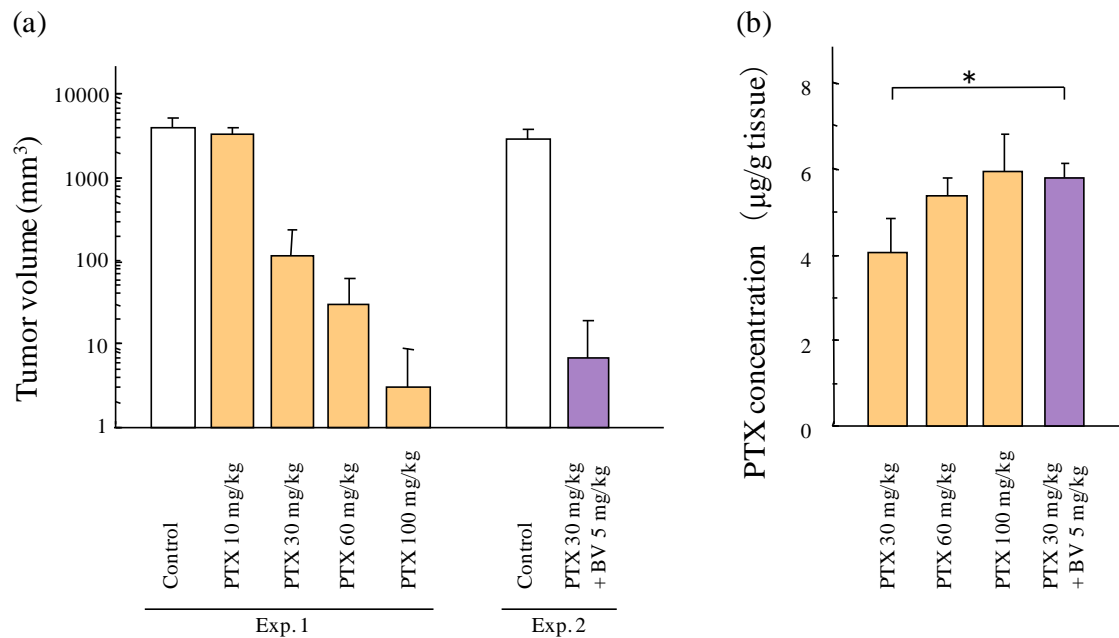 (a)
Tumor volume (mm³)
10000
1000
100
10
1
Control
PTX 10 mg/kg
PTX 30 mg/kg
PTX 60 mg/kg
PTX 100 mg/kg
Exp. 1
Control
PTX 30 mg/kg
+ BV 5 mg/kg
Exp. 2
(b)
PTX concentration (μg/g tissue)
8
6
4
2
0
*
PTX 30 mg/kg
PTX 60 mg/kg
PTX 100 mg/kg
PTX 30 mg/kg
+ BV 5 mg/kg